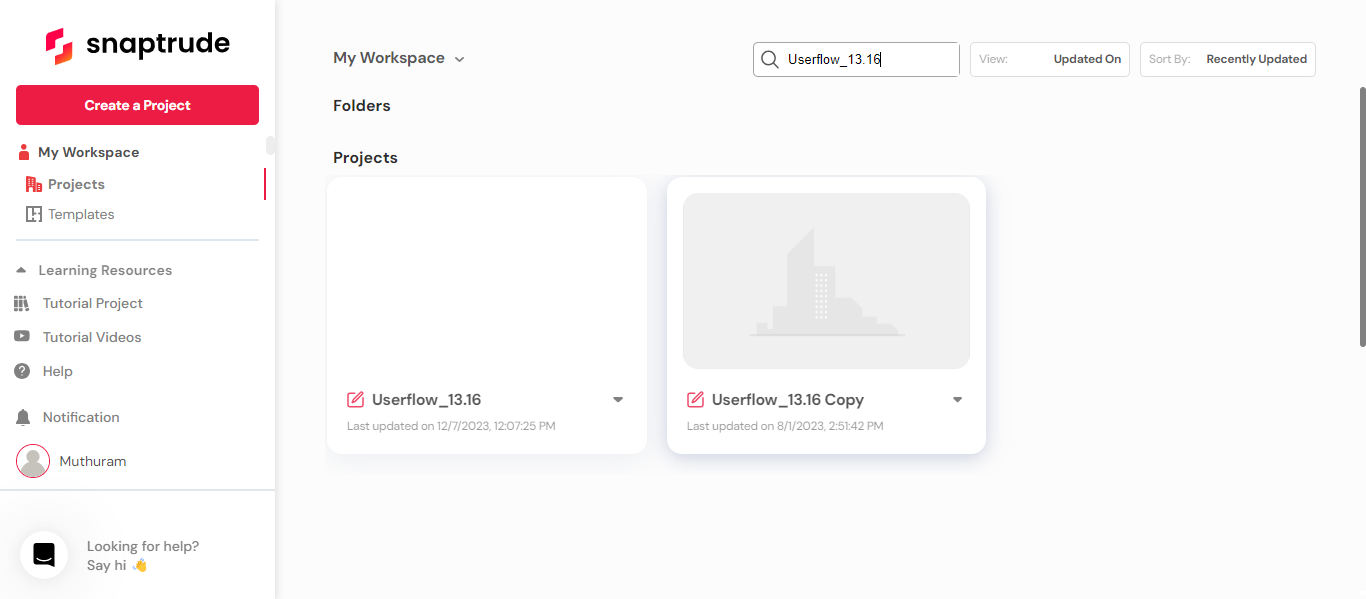 snaptrude
Create a Project
My Workspace
Projects
Templates
Learning Resources
Tutorial Project
Tutorial Videos
Help
Notification
Muthuram
Looking for help?
Say hi 👋
My Workspace
Userflow_13.16
View: Updated On
Sort By: Recently Updated
Folders
Projects
Userflow_13.16
Last updated on 12/7/2023, 12:07:25 PM
Userflow_13.16 Copy
Last updated on 8/1/2023, 2:51:42 PM